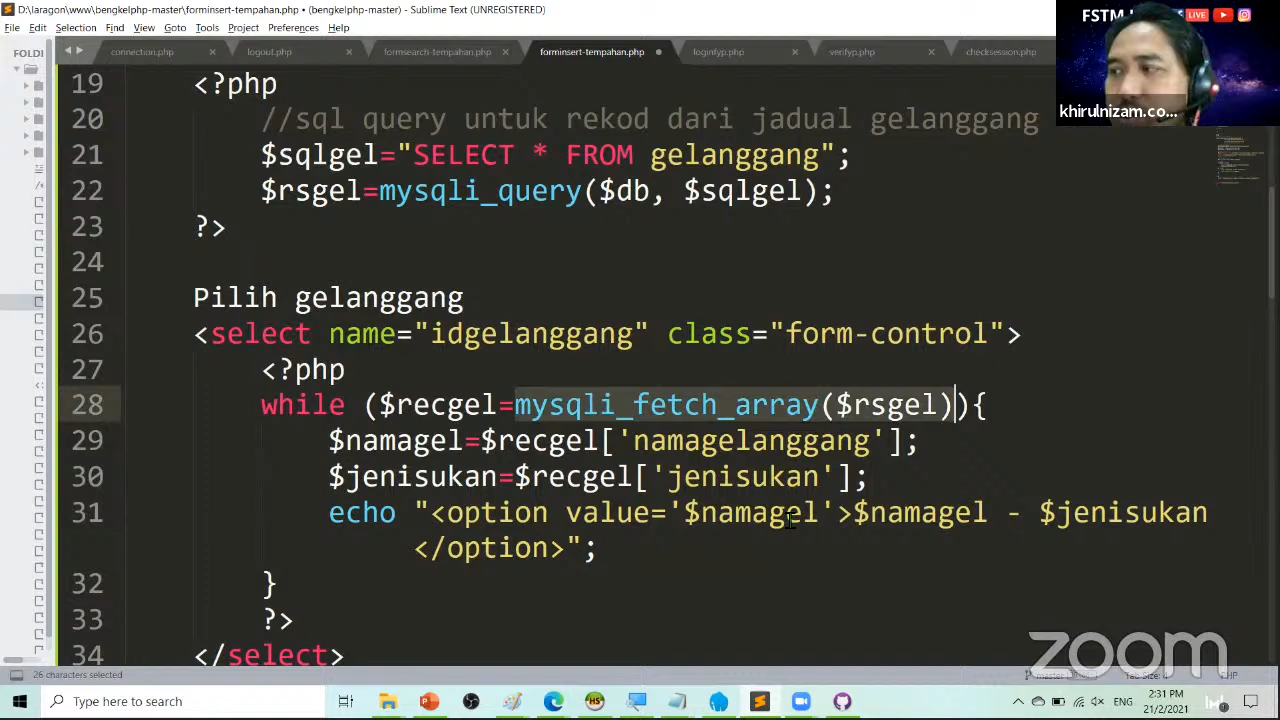 D:\laragon\www\bengkelphp-master\forminsert-tempahan.php • (bengkelphp-master) - Sublime Text (UNREGISTERED)
File Edit Selection Find View Goto Tools Project Preferences Help
FOLDI
connection.php × logout.php × formsearch-tempahan.php × forminsert-tempahan.php • loginfyp.php × verifyp.php × checksession.php
FSTM LIVE
khirulnizam.co...
19 <?php
20 //sql query untuk rekod dari jadual gelanggang
21 $sqlgel="SELECT * FROM gelanggang";
22 $rsgel=mysqli_query($db, $sqlgel);
23 ?>
24
25 Pilih gelanggang
26 <select name="idgelanggang" class="form-control">
27 <?php
28 while ($recgel=mysqli_fetch_array($rsgel)){
29 $namagel=$recgel['namagelanggang'];
30 $jenisukan=$recgel['jenisukan'];
31 echo "<option value='$namagel'>$namagel - $jenisukan
</option>";
32 }
33 ?>
34 </select>
zoom
26 characters selected
Type here to search
ENG
2:31 PM
21/2/2021